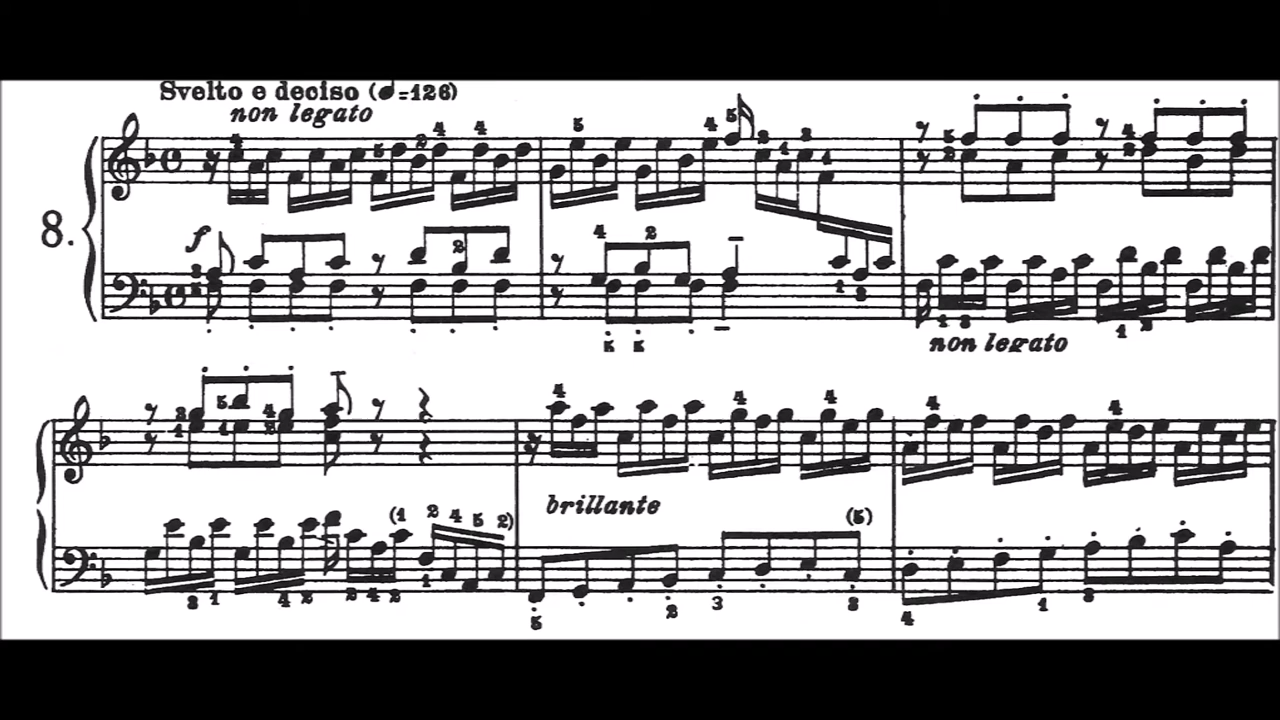 Svelto e deciso (♩=126)
non legato
8.
f
non legato
brillante